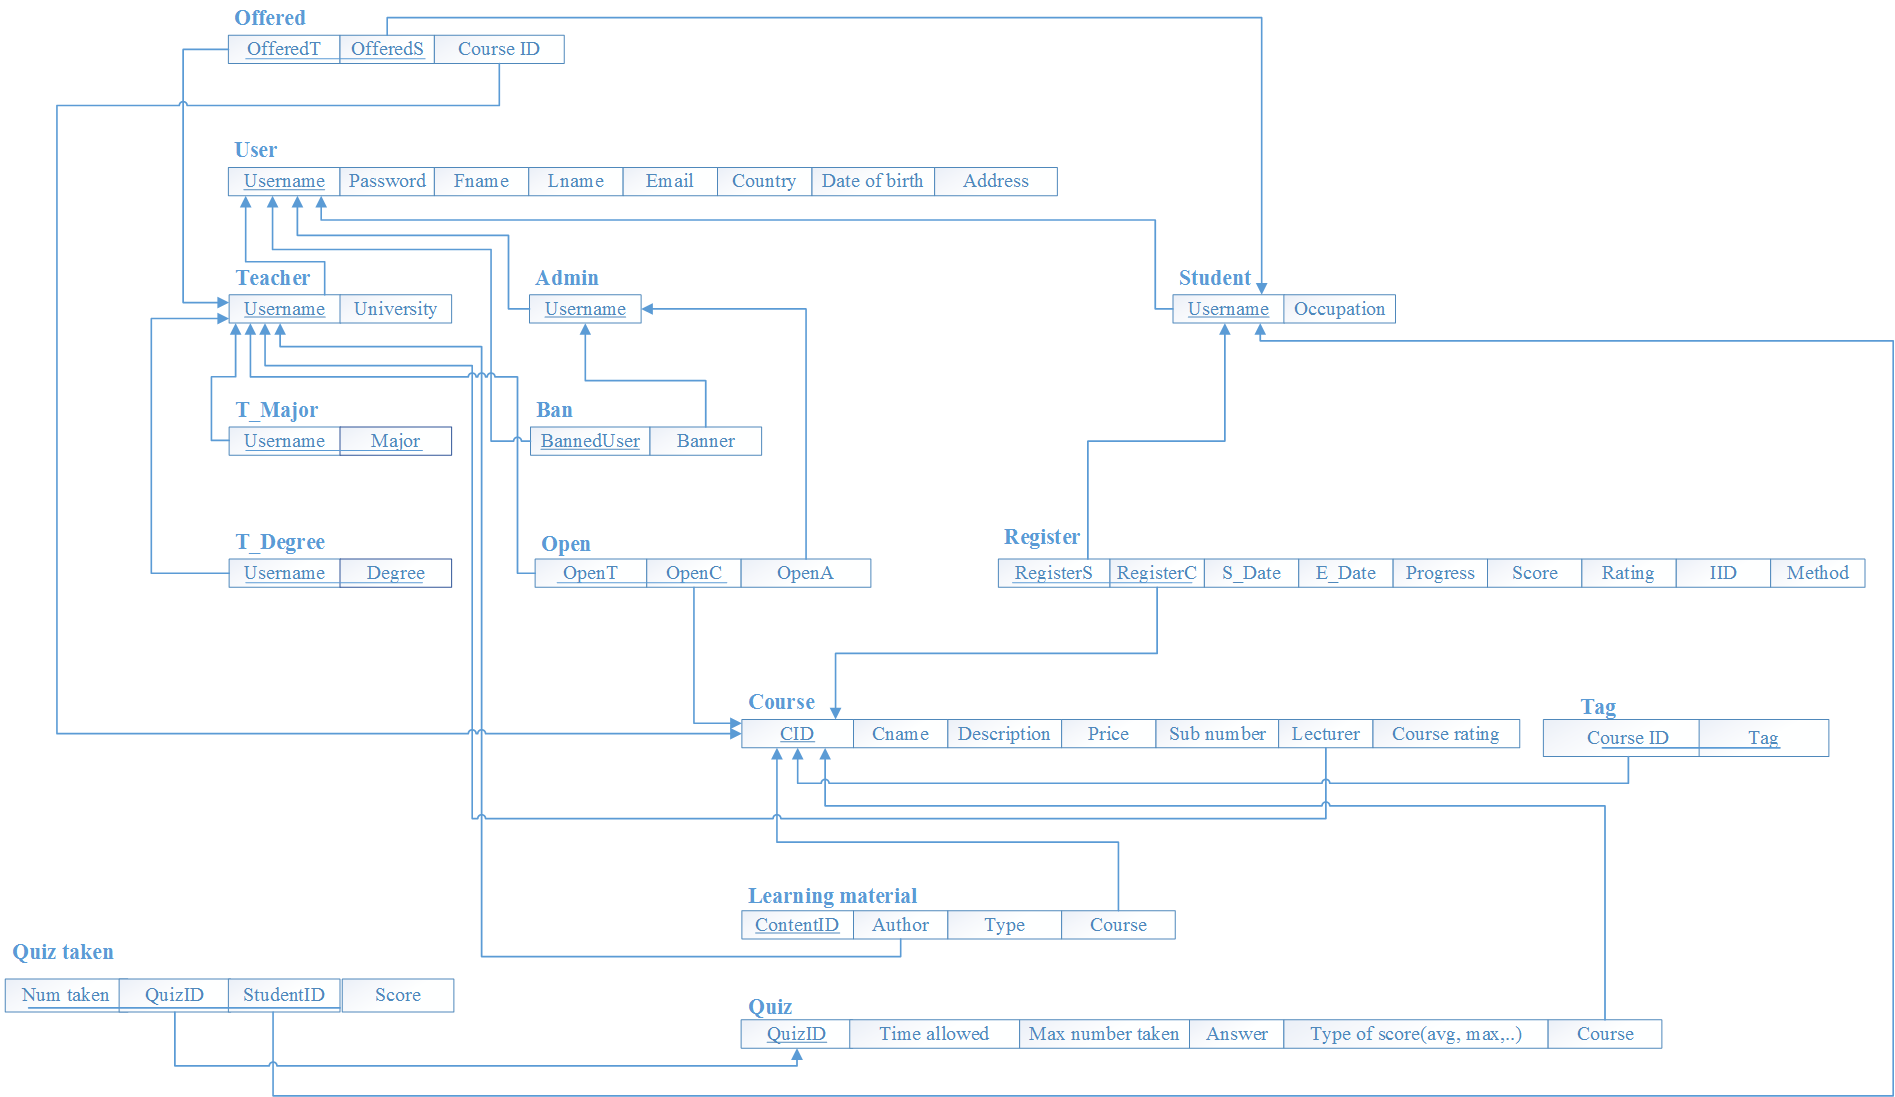 Offered
OfferedT OfferedS Course ID
User
Username Password Fname Lname Email Country Date of birth Address
Teacher Admin Student
Username University Username Username Occupation
T_Major Ban
Username Major BannedUser Banner
T_Degree Open Register
Username Degree OpenT OpenC OpenA RegisterS RegisterC S_Date E_Date Progress Score Rating IID Method
Course Tag
CID Cname Description Price Sub number Lecturer Course rating Course ID Tag
Learning material
ContentID Author Type Course
Quiz taken
Num taken QuizID StudentID Score
Quiz
QuizID Time allowed Max number taken Answer Type of score(avg, max,..) Course